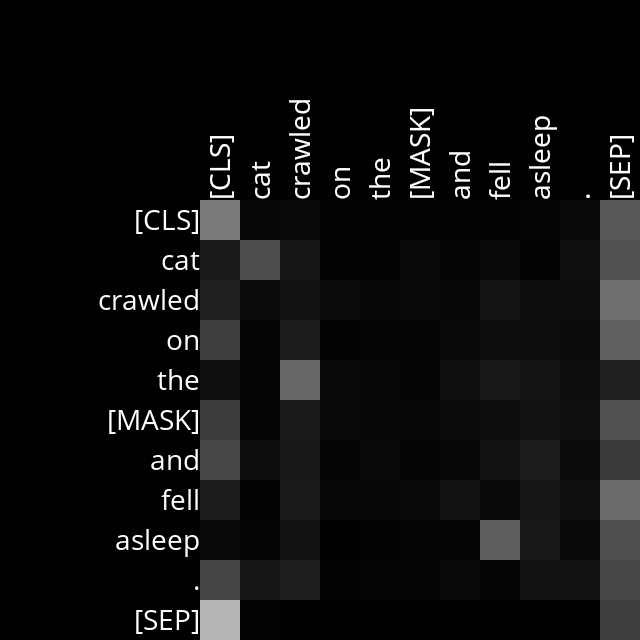 [CLS] cat crawled on the [MASK] and fell asleep . [SEP]
[CLS]
cat
crawled
on
the
[MASK]
and
fell
asleep
.
[SEP]